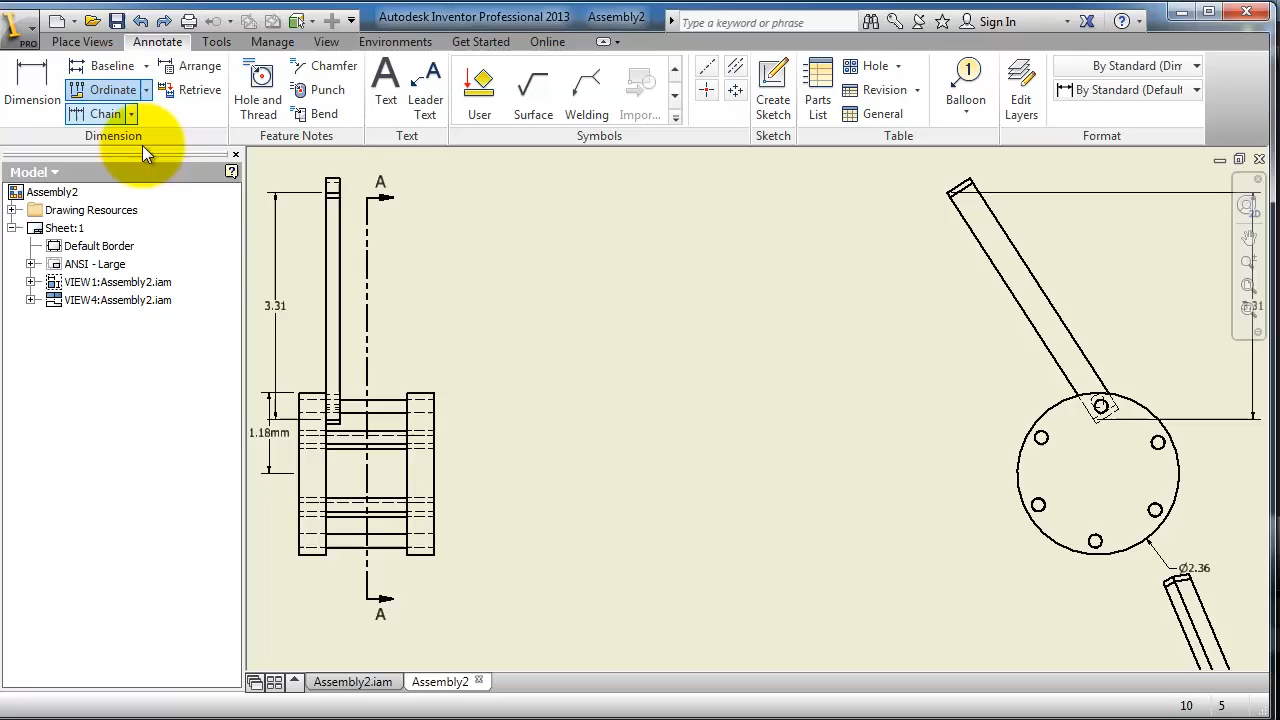 Autodesk Inventor Professional 2013 Assembly2
Type a keyword or phrase
Sign In
PRO
Place Views Annotate Tools Manage View Environments Get Started Online
Dimension
Baseline
Ordinate
Chain
Arrange
Retrieve
Dimension
Hole and Thread
Chamfer
Punch
Bend
Feature Notes
Text
Leader Text
Text
User
Surface
Welding
Impor...
Symbols
Create Sketch
Sketch
Parts List
Hole
Revision
General
Balloon
Table
Edit Layers
By Standard (Dim
By Standard (Default
Format
Model
Assembly2
Drawing Resources
Sheet:1
Default Border
ANSI - Large
VIEW1:Assembly2.iam
VIEW4:Assembly2.iam
A
3.31
1.18mm
A
2D
3.31
Ø2.36
Assembly2.iam
Assembly2
10 5